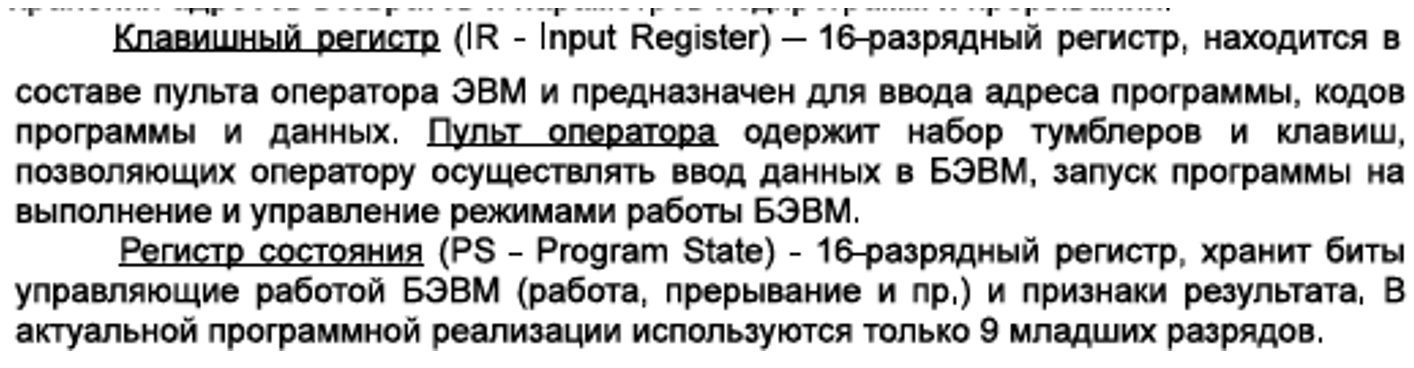 Клавишный регистр (IR - Input Register) – 16-разрядный регистр, находится в
составе пульта оператора ЭВМ и предназначен для ввода адреса программы, кодов
программы и данных. Пульт оператора одержит набор тумблеров и клавиш,
позволяющих оператору осуществлять ввод данных в БЭВМ, запуск программы на
выполнение и управление режимами работы БЭВМ.
Регистр состояния (PS – Program State) - 16-разрядный регистр, хранит биты
управляющие работой БЭВМ (работа, прерывание и пр.) и признаки результата. В
актуальной программной реализации используются только 9 младших разрядов.